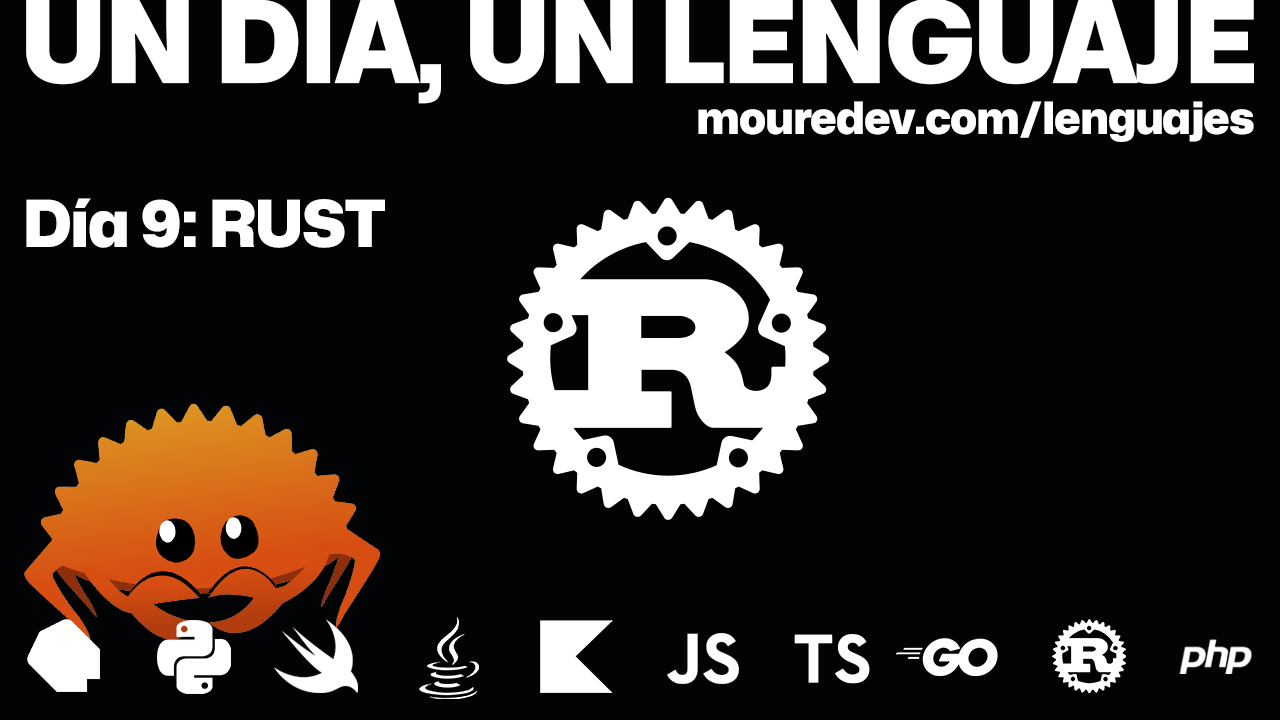 UN DÍA, UN LENGUAJE
mouredev.com/lenguajes
Día 9: RUST
R
JS TS GO R php